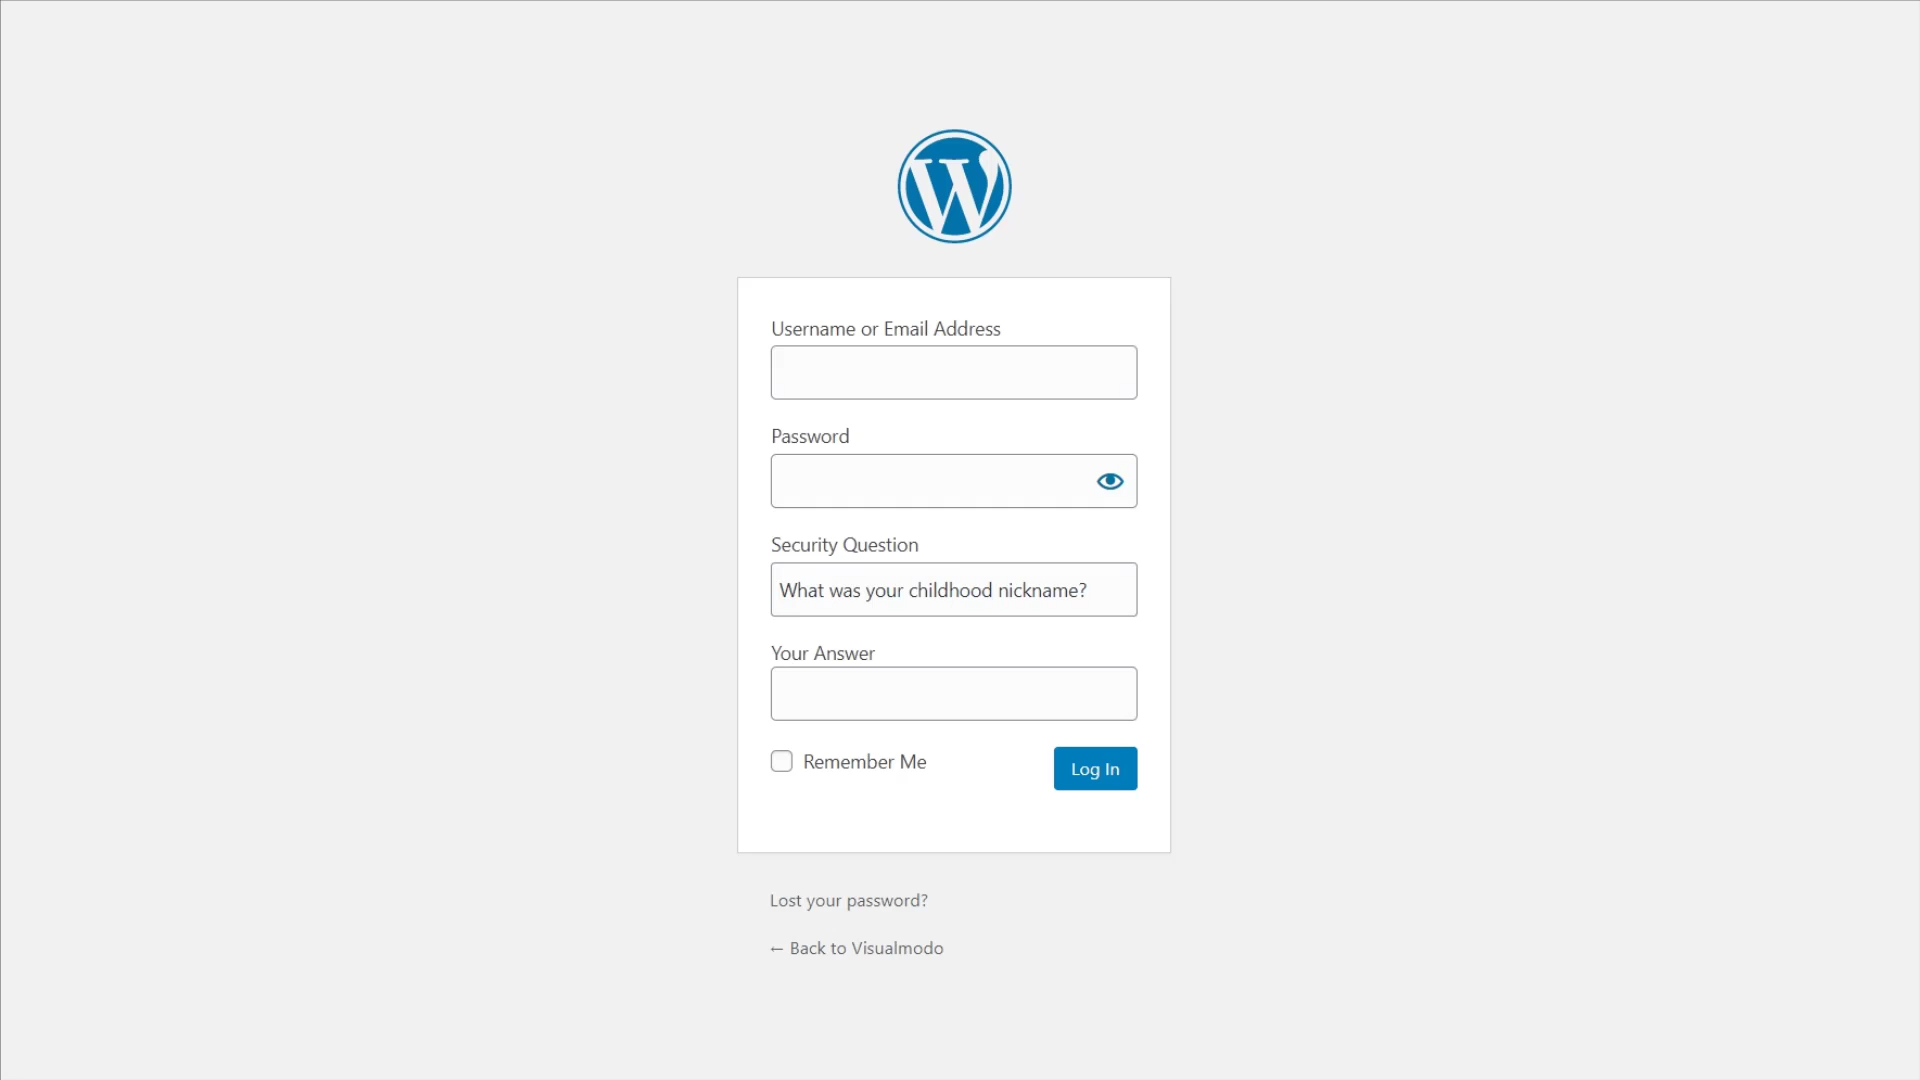 Username or Email Address
Password
Security Question
What was your childhood nickname?
Your Answer
Remember Me
Log In
Lost your password?
← Back to Visualmodo